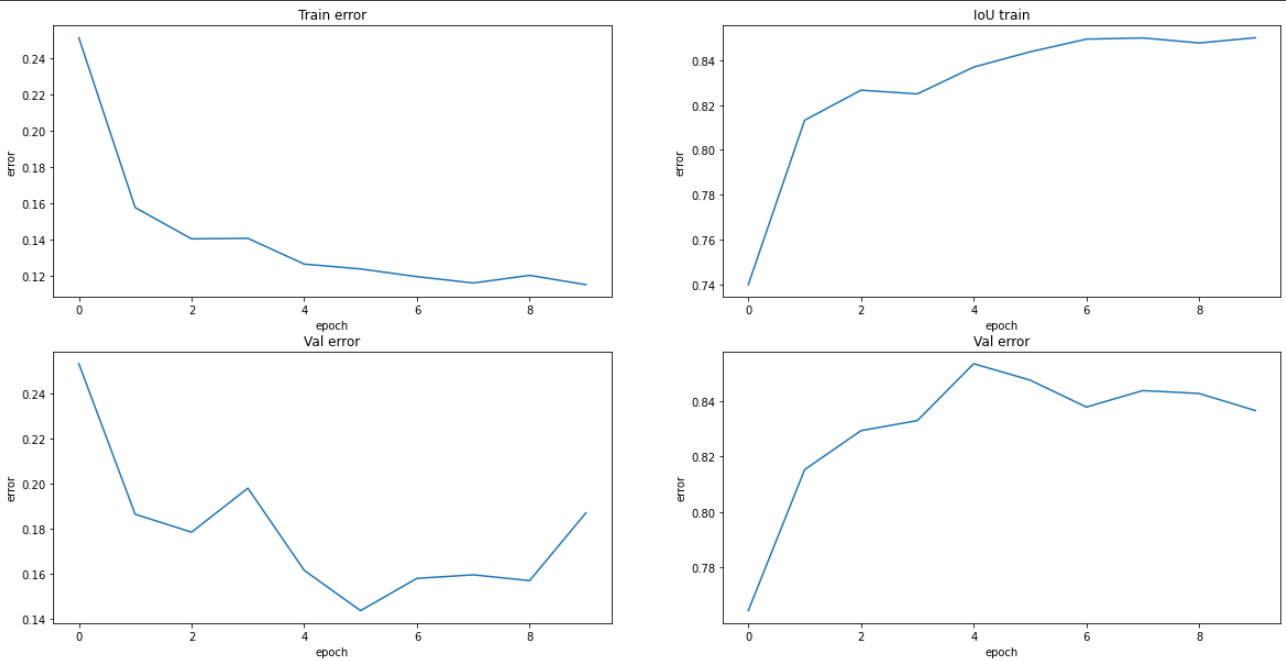 Train error
IoU train
0.24
0.22
0.20
0.18
0.16
0.14
0.12
error
0 2 4 6 8
epoch
0.84
0.82
0.80
0.78
0.76
0.74
error
0 2 4 6 8
epoch
Val error
Val error
0.24
0.22
0.20
0.18
0.16
0.14
error
0 2 4 6 8
epoch
0.84
0.82
0.80
0.78
error
0 2 4 6 8
epoch